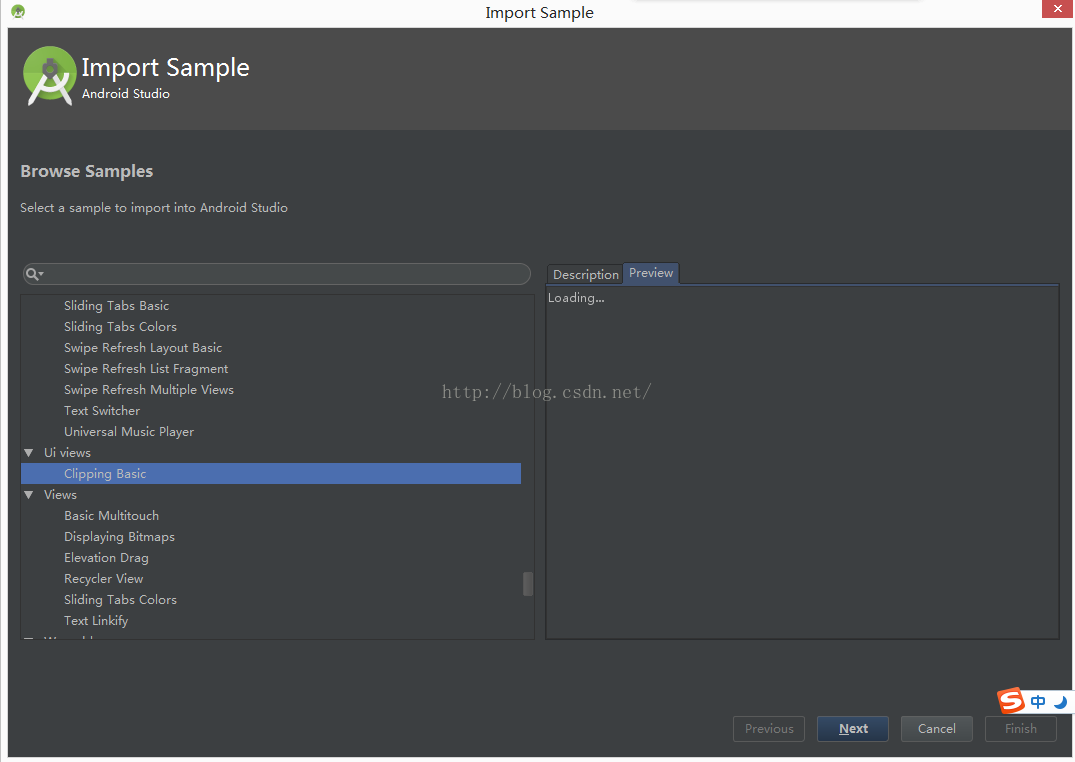 Import Sample
Import Sample
Android Studio
Browse Samples
Select a sample to import into Android Studio
Description Preview
Loading...
Sliding Tabs Basic
Sliding Tabs Colors
Swipe Refresh Layout Basic
Swipe Refresh List Fragment
Swipe Refresh Multiple Views
Text Switcher
Universal Music Player
Ui views
Clipping Basic
Views
Basic Multitouch
Displaying Bitmaps
Elevation Drag
Recycler View
Sliding Tabs Colors
Text Linkify
http://blog.csdn.net/
中
Previous Next Cancel Finish